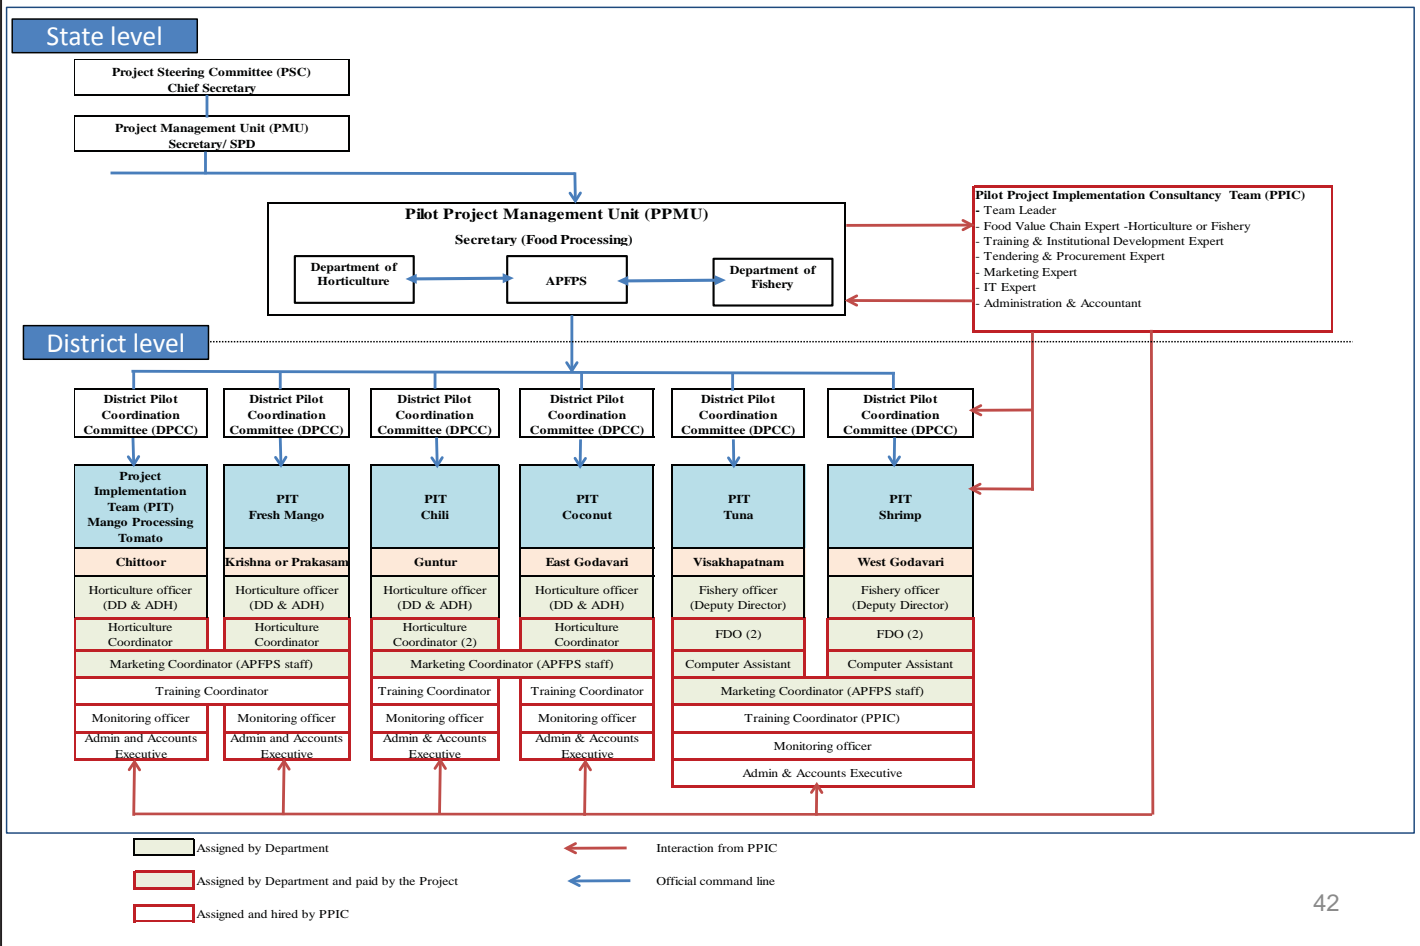 State level
Project Steering Committee (PSC)
Chief Secretary
Project Management Unit (PMU)
Secretary/ SPD
Pilot Project Management Unit (PPMU)
Secretary (Food Processing)
Department of
Horticulture
APFPS
Department of
Fishery
Pilot Project Implementation Consultancy Team (PPIC)
- Team Leader
- Food Value Chain Expert -Horticulture or Fishery
- Training & Institutional Development Expert
- Tendering & Procurement Expert
- Marketing Expert
- IT Expert
- Administration & Accountant
District level
District Pilot
Coordination
Committee (DPCC)
District Pilot
Coordination
Committee (DPCC)
District Pilot
Coordination
Committee (DPCC)
District Pilot
Coordination
Committee (DPCC)
District Pilot
Coordination
Committee (DPCC)
District Pilot
Coordination
Committee (DPCC)
Project
Implementation
Team (PIT)
Mango Processing
Tomato
PIT
Fresh Mango
PIT
Chili
PIT
Coconut
PIT
Tuna
PIT
Shrimp
Chittoor
Krishna or Prakasam
Guntur
East Godavari
Visakhapatnam
West Godavari
Horticulture officer
(DD & ADH)
Horticulture officer
(DD & ADH)
Horticulture officer
(DD & ADH)
Horticulture officer
(DD & ADH)
Fishery officer
(Deputy Director)
Fishery officer
(Deputy Director)
Horticulture
Coordinator
Horticulture
Coordinator
Horticulture
Coordinator (2)
Horticulture
Coordinator
FDO (2)
FDO (2)
Marketing Coordinator (APFPS staff)
Marketing Coordinator (APFPS staff)
Computer Assistant
Computer Assistant
Training Coordinator
Training Coordinator
Training Coordinator
Marketing Coordinator (APFPS staff)
Monitoring officer
Monitoring officer
Monitoring officer
Monitoring officer
Training Coordinator (PPIC)
Admin and Accounts
Executive
Admin and Accounts
Executive
Admin & Accounts
Executive
Admin & Accounts
Executive
Monitoring officer
Admin & Accounts Executive
Assigned by Department
Interaction from PPIC
Assigned by Department and paid by the Project
Official command line
Assigned and hired by PPIC
42